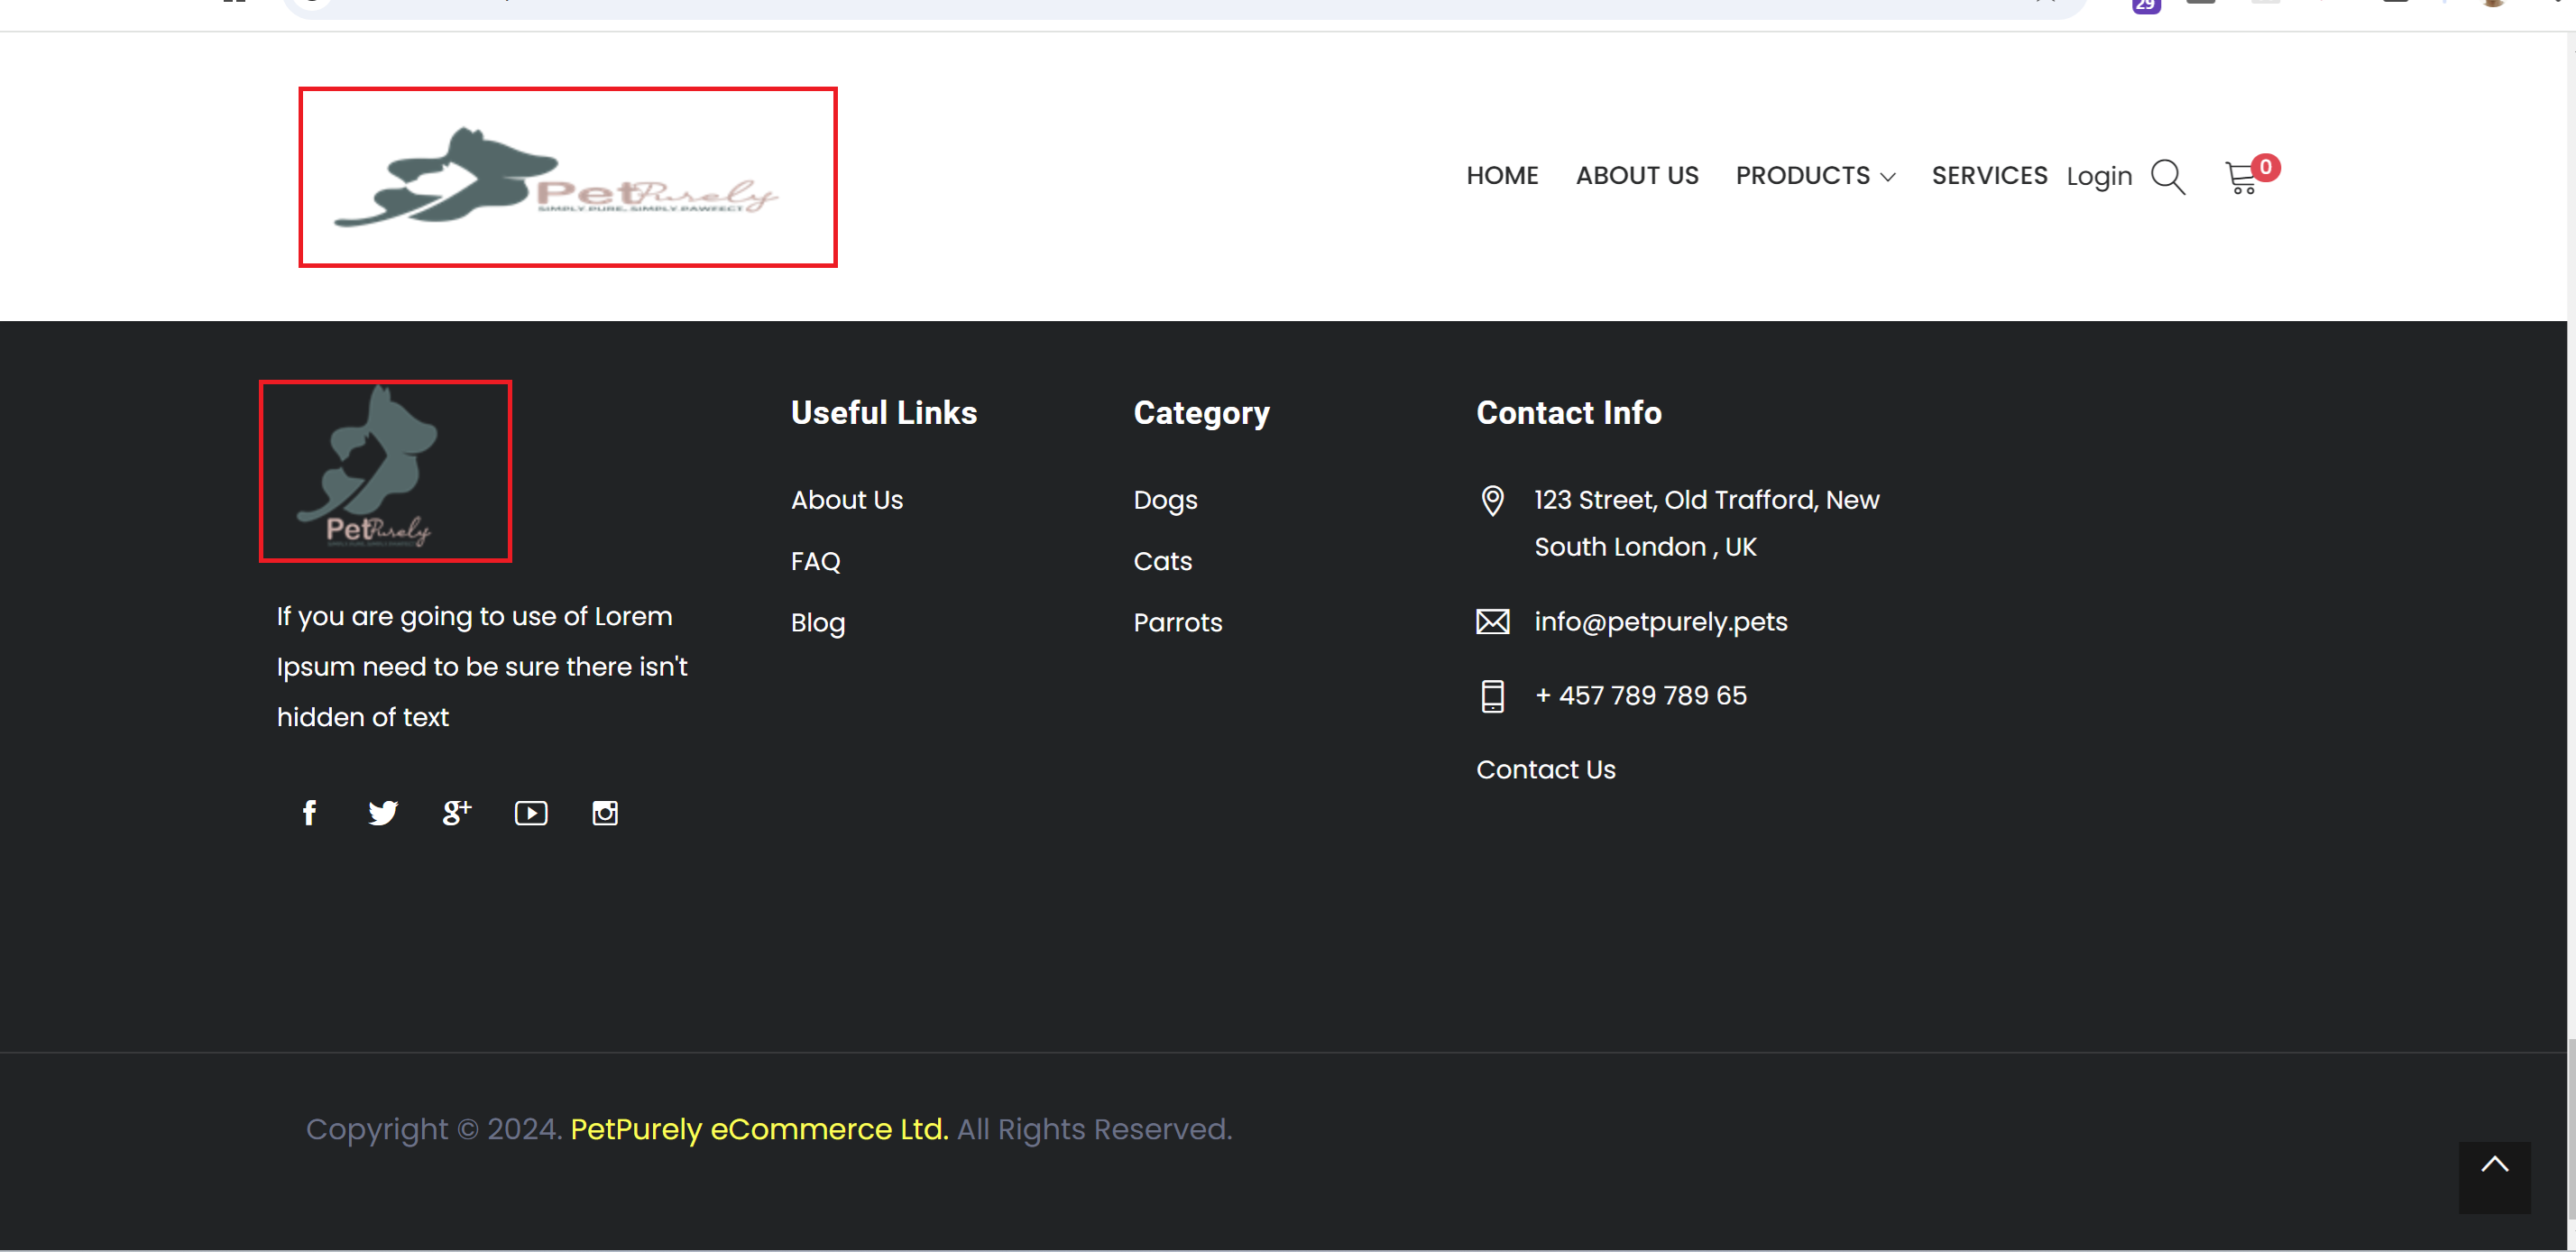 29
PetPurely
SIMPLY PURE, SIMPLY PAWFECT
HOME ABOUT US PRODUCTS SERVICES Login 0
PetPurely
Useful Links
About Us
FAQ
Blog
Category
Dogs
Cats
Parrots
Contact Info
123 Street, Old Trafford, New
South London , UK
info@petpurely.pets
+ 457 789 789 65
Contact Us
If you are going to use of Lorem
Ipsum need to be sure there isn't
hidden of text
Copyright © 2024. PetPurely eCommerce Ltd. All Rights Reserved.